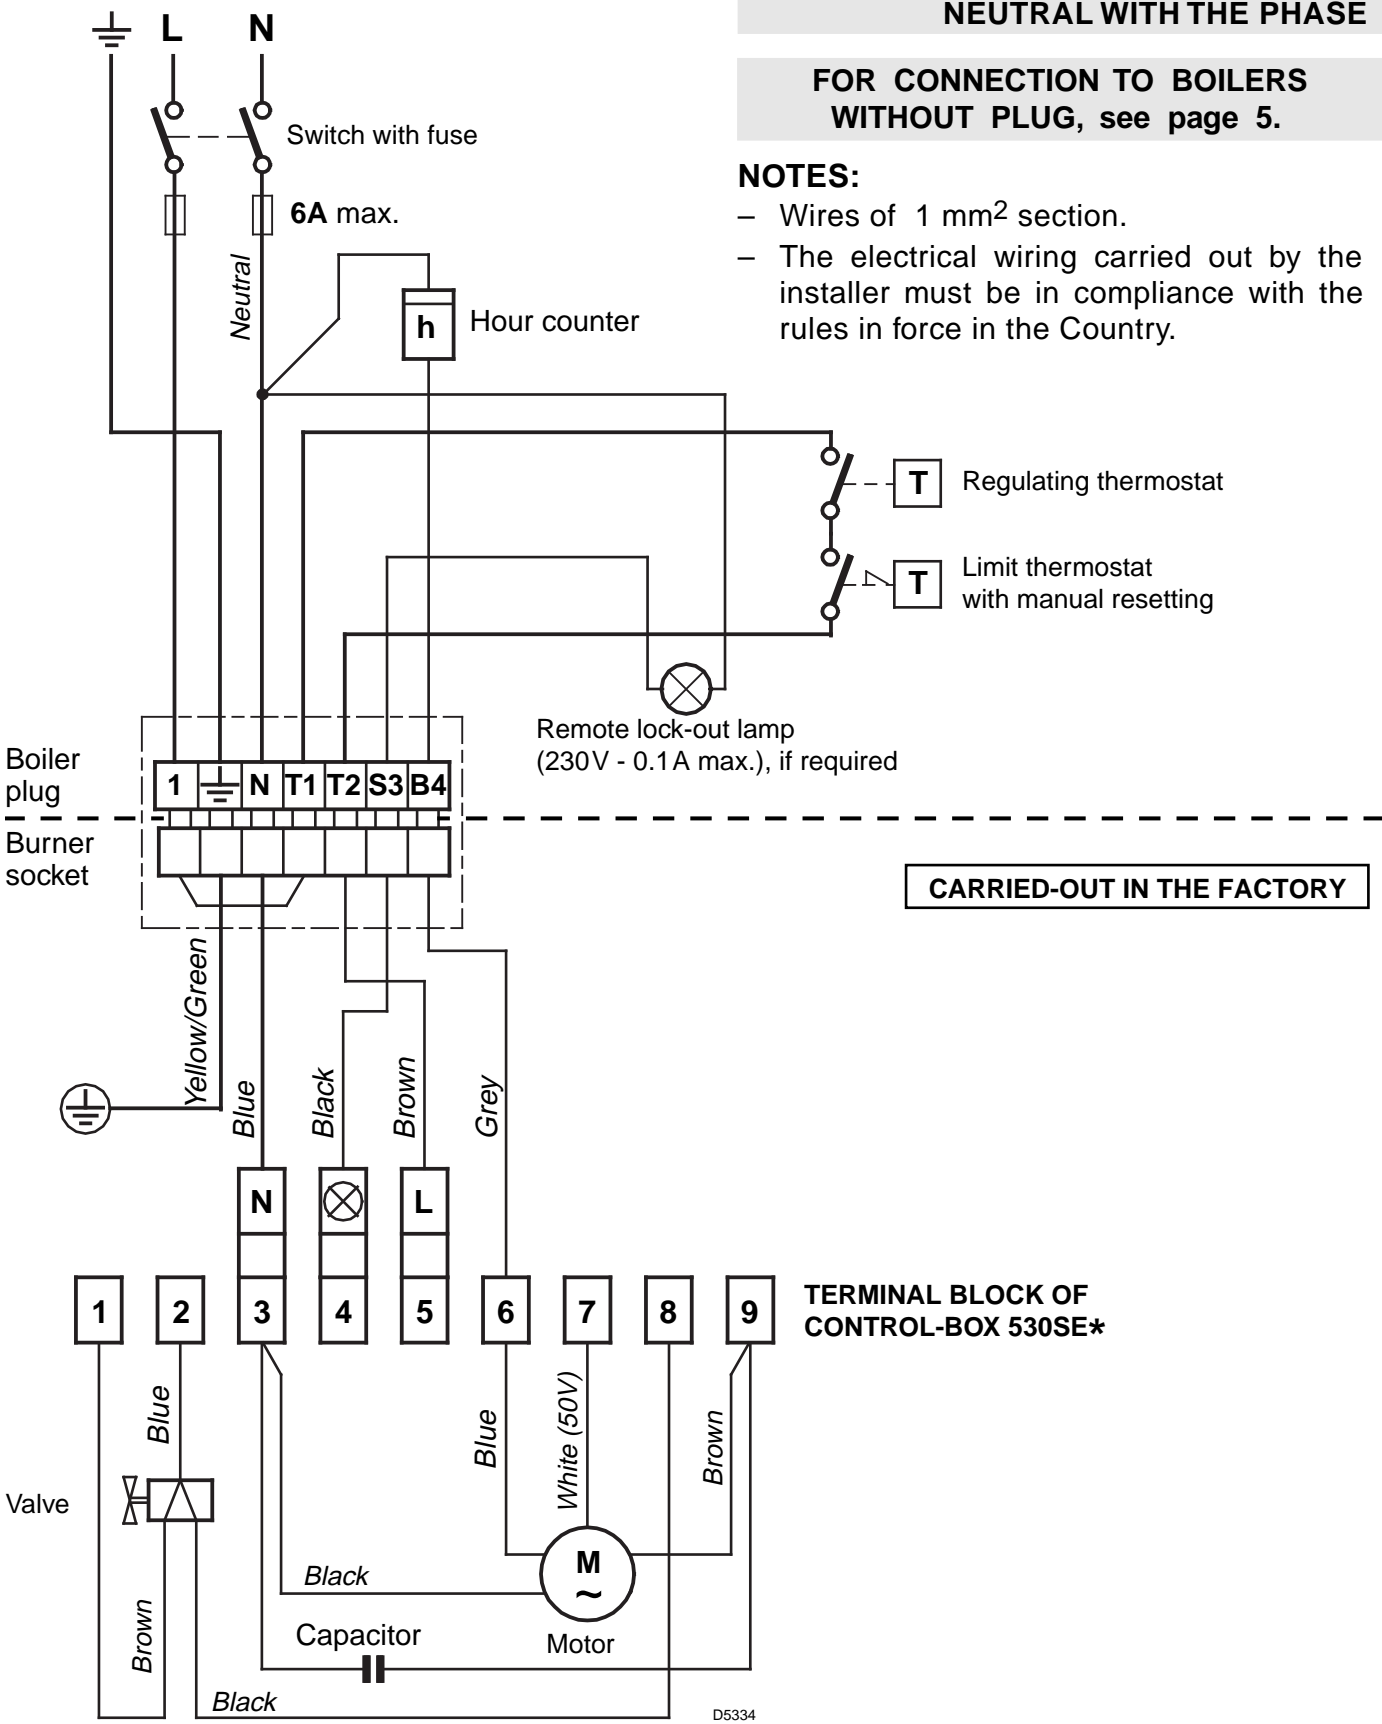 NEUTRAL WITH THE PHASE
L N
FOR CONNECTION TO BOILERS
WITHOUT PLUG, see page 5.
Switch with fuse
NOTES:
6A max.
– Wires of 1 mm2 section.
– The electrical wiring carried out by the
installer must be in compliance with the
rules in force in the Country.
Neutral
h
Hour counter
T
Regulating thermostat
T
Limit thermostat
with manual resetting
Remote lock-out lamp
(230V - 0.1A max.), if required
Boiler
plug
1 N T1 T2 S3 B4
Burner
socket
CARRIED-OUT IN THE FACTORY
Yellow/Green
Blue
Black
Brown
Grey
N L
1 2 3 4 5 6 7 8 9
TERMINAL BLOCK OF
CONTROL-BOX 530SE*
Blue
Blue
White (50V)
Brown
Valve
M
~
Black
Brown
Capacitor
Motor
Black
D5334